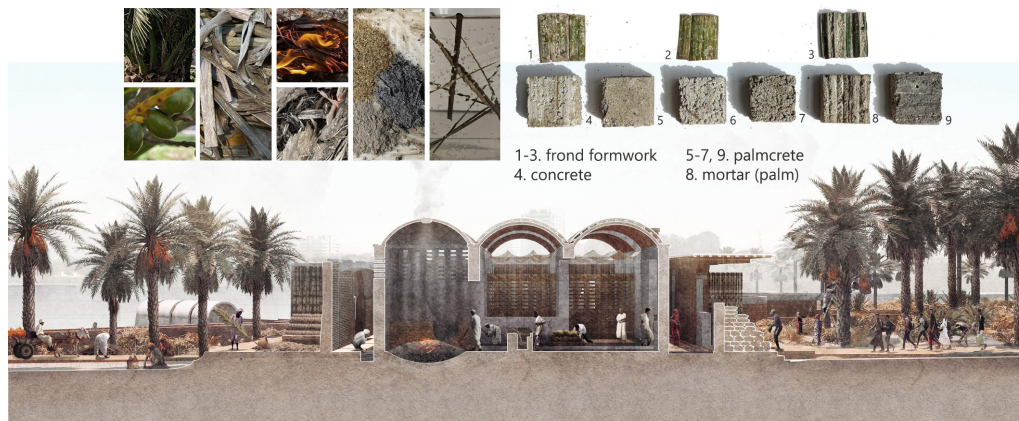 1
2
3
4
5
6
7
8
9
1-3. frond formwork
4. concrete
5-7, 9. palmcrete
8. mortar (palm)